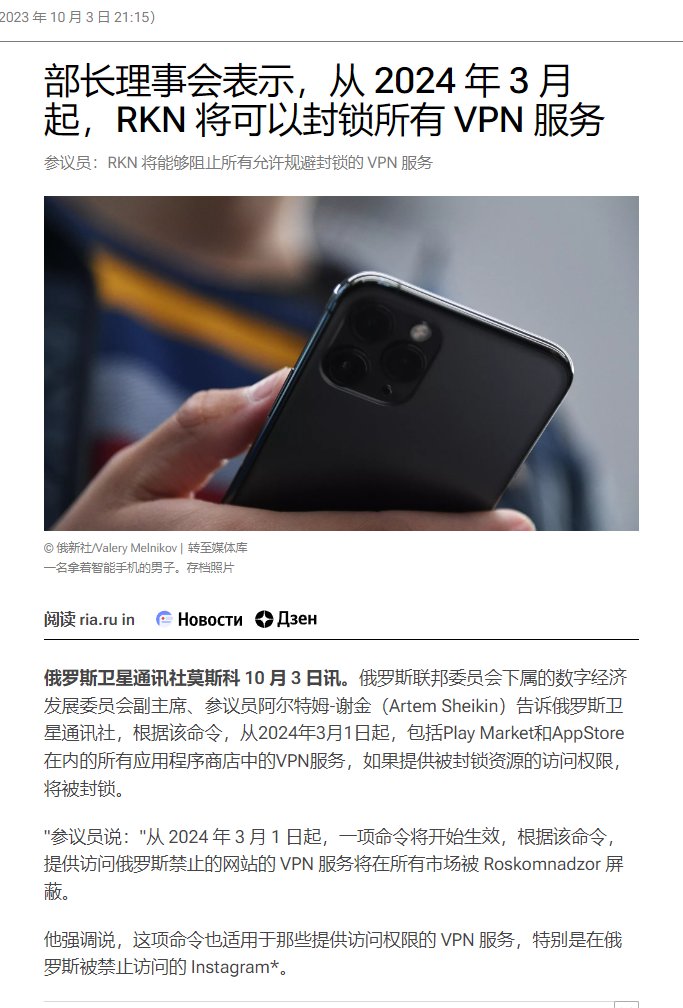 2023 年 10 月 3 日 21:15）
部长理事会表示，从 2024 年 3 月
起，RKN 将可以封锁所有 VPN 服务
参议员：RKN 将能够阻止所有允许规避封锁的 VPN 服务
© 俄新社/Valery Melnikov | 转至媒体库
一名拿着智能手机的男子。存档照片
阅读 ria.ru in Новости Дзен
俄罗斯卫星通讯社莫斯科 10 月 3 日讯。俄罗斯联邦委员会下属的数字经济
发展委员会副主席、参议员阿尔特姆-谢金（Artem Sheikin）告诉俄罗斯卫
星通讯社，根据该命令，从2024年3月1日起，包括Play Market和AppStore
在内的所有应用程序商店中的VPN服务，如果提供被封锁资源的访问权限，
将被封锁。
"参议员说："从 2024 年 3 月 1 日起，一项命令将开始生效，根据该命令，
提供访问俄罗斯禁止的网站的 VPN 服务将在所有市场被 Roskomnadzor 屏
蔽。
他强调说，这项命令也适用于那些提供访问权限的 VPN 服务，特别是在俄
罗斯被禁止访问的 Instagram*。